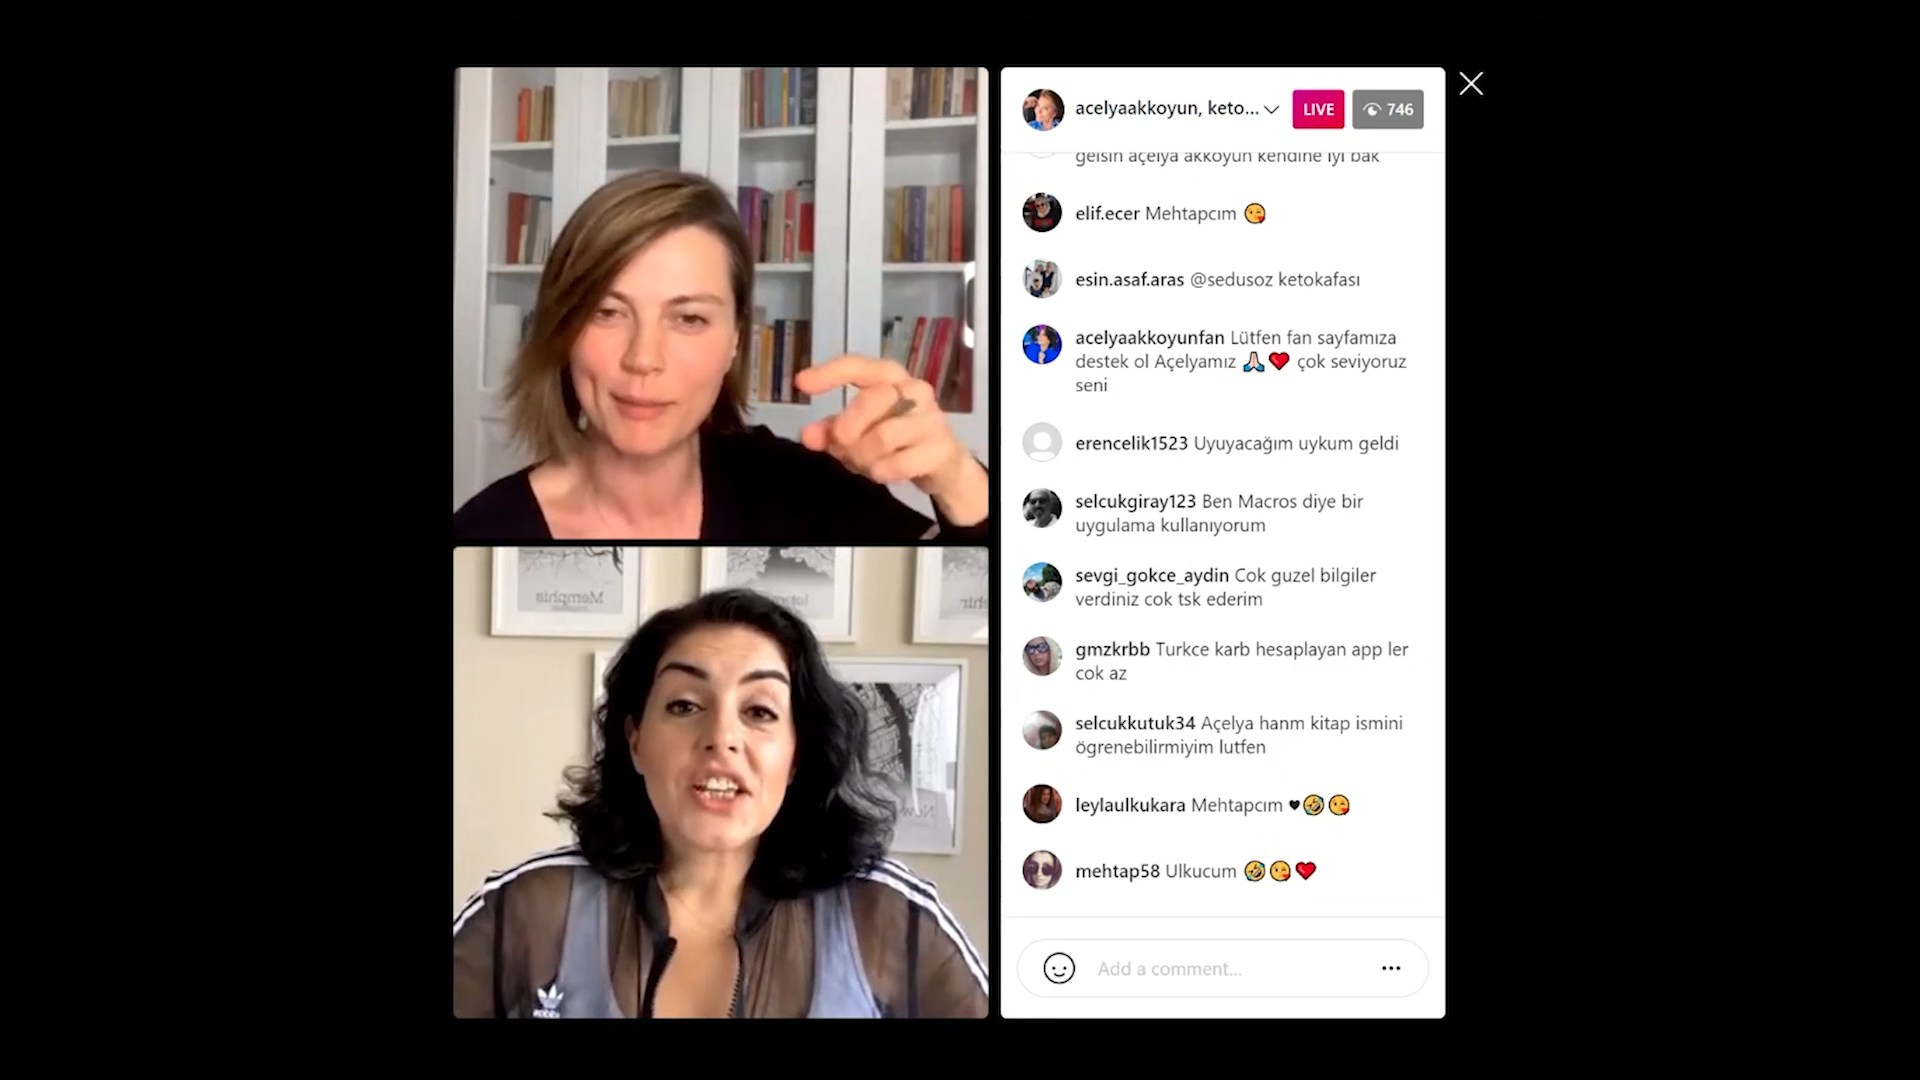 acelyaakkoyun, keto...
LIVE
746
gelsin açelya akkoyun kendine iyi bak
elif.ecer Mehtapcım 😘
esin.asaf.aras @sedusoz ketokafası
acelyaakkoyunfan Lütfen fan sayfamıza
destek ol Açelyamız 🙏🏻❤️ çok seviyoruz
seni
erencelik1523 Uyuyacağım uykum geldi
selcukgiray123 Ben Macros diye bir
uygulama kullanıyorum
sevgi_gokce_aydin Cok guzel bilgiler
verdiniz cok tsk ederim
gmzkrbb Turkce karb hesaplayan app ler
cok az
selcukkutuk34 Açelya hanm kitap ismini
ögrenebilirmiyim lutfen
leylaulkukara Mehtapcım ♥🤣😘
mehtap58 Ulkucum 🤣😘❤️
Add a comment...
Memphis